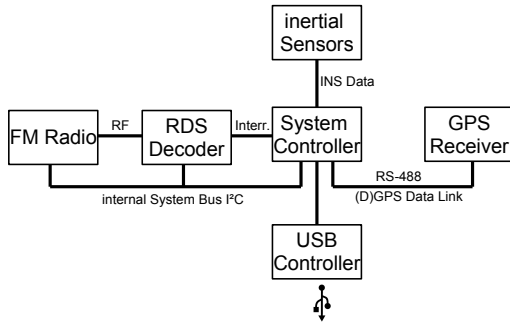 inertial
Sensors
INS Data
FM Radio
RF
RDS
Decoder
Interr.
System
Controller
GPS
Receiver
RS-488
(D)GPS Data Link
internal System Bus I²C
USB
Controller